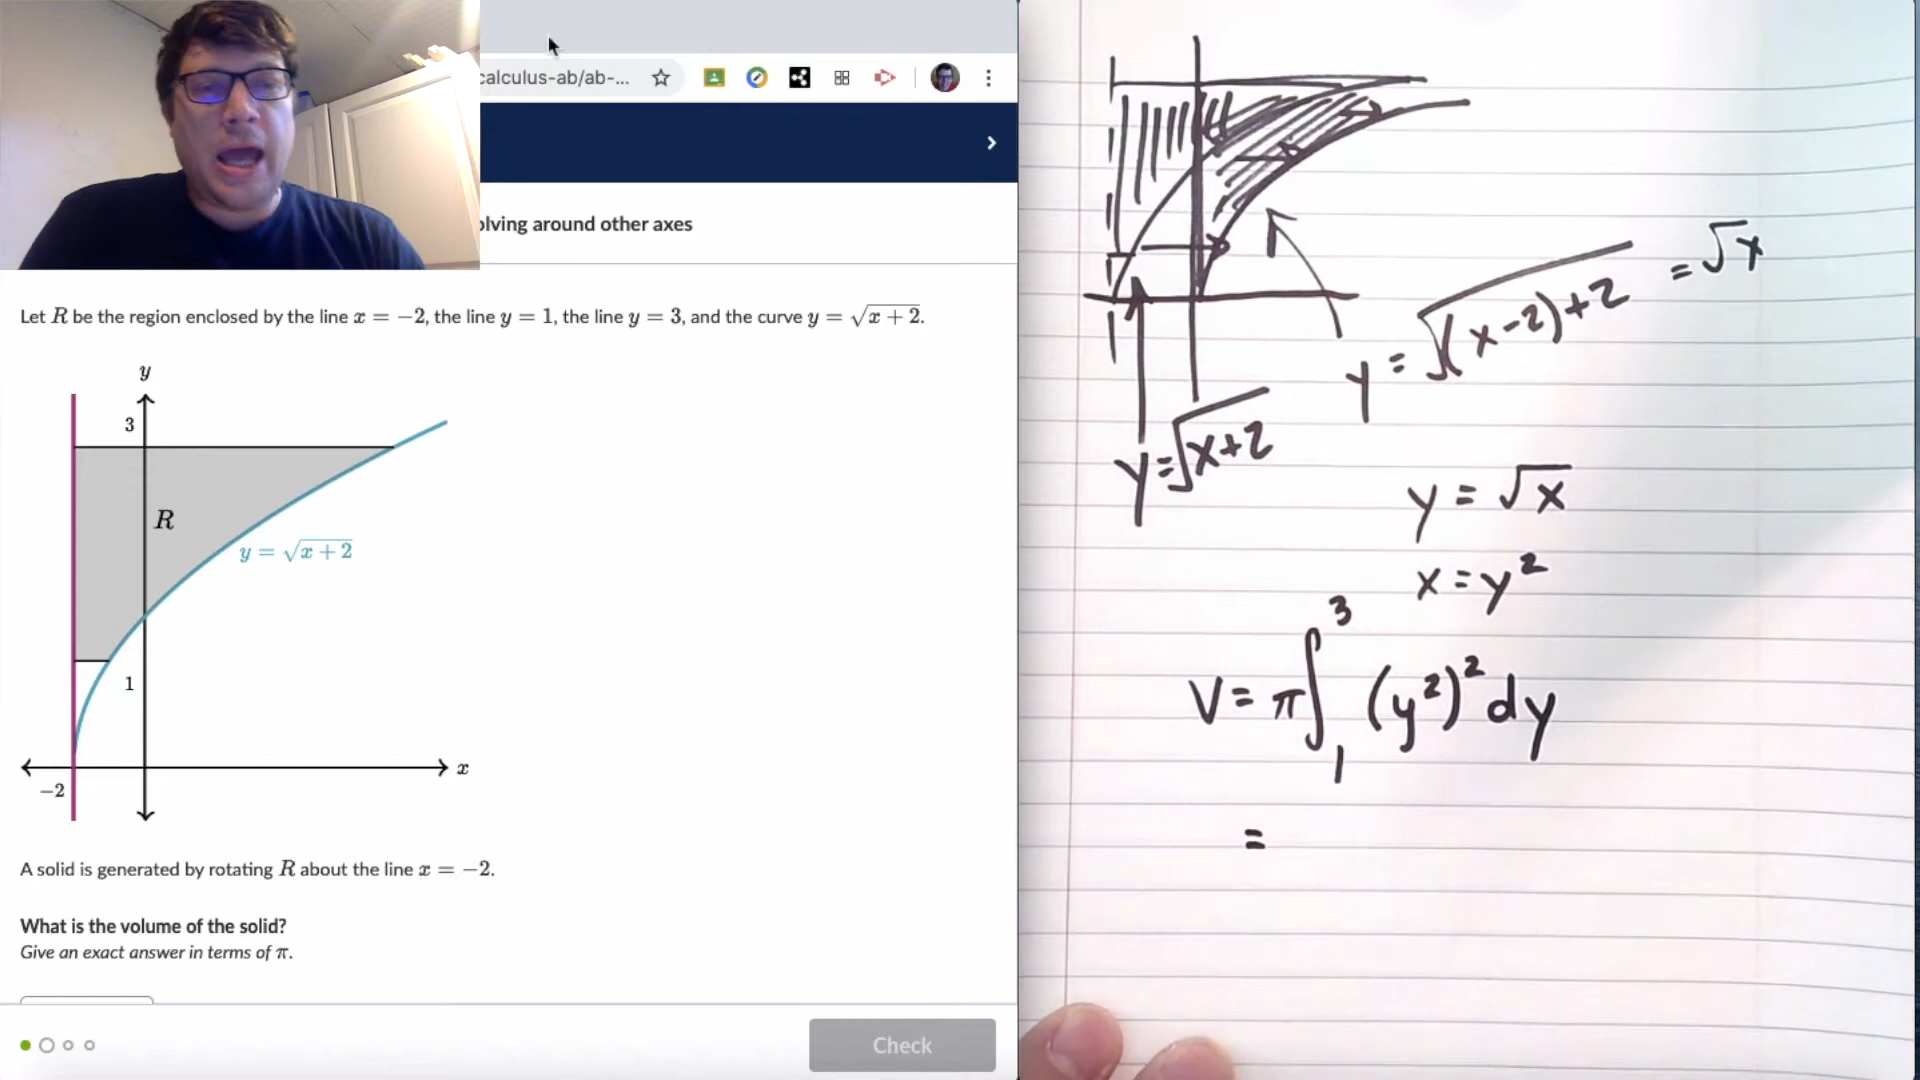 calculus-ab/ab-...
olving around other axes
Let R be the region enclosed by the line x = −2, the line y = 1, the line y = 3, and the curve y = √(x + 2).
y
3
R
y = √(x + 2)
1
x
−2
A solid is generated by rotating R about the line x = −2.
What is the volume of the solid?
Give an exact answer in terms of π.
Check
y = √((x-2)+2) = √x
y = √(x+2)
y = √x
x = y²
V = π∫₁³ (y²)² dy
=